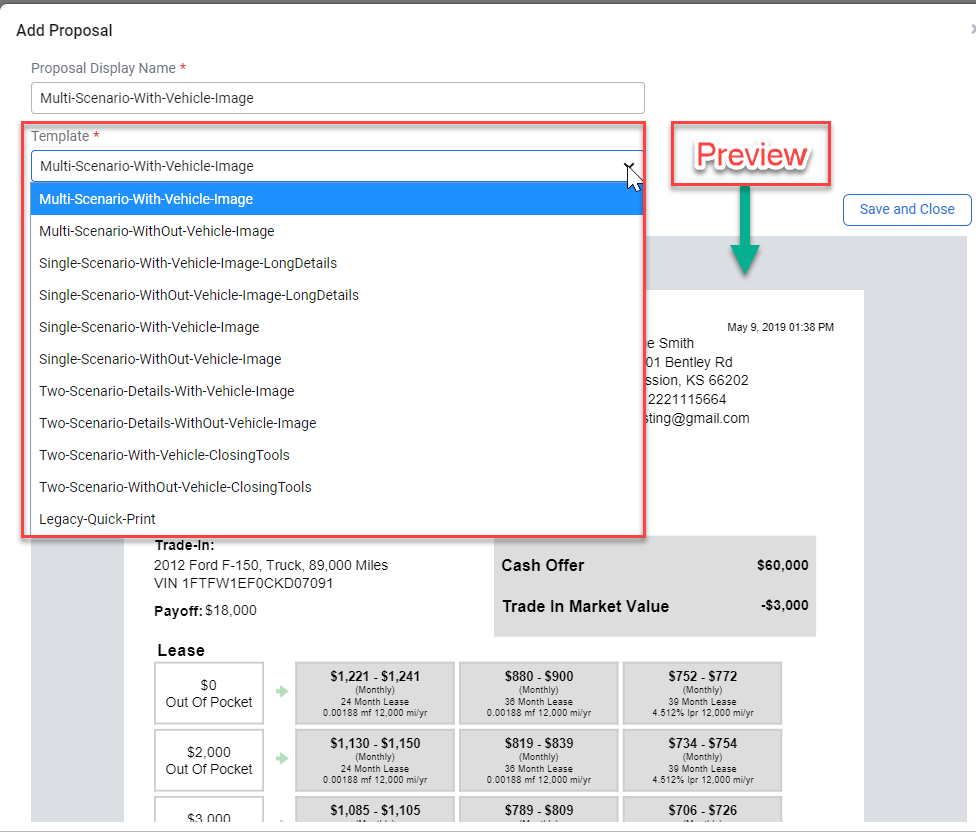 Add Proposal
Proposal Display Name *
Multi-Scenario-With-Vehicle-Image
Template *
Multi-Scenario-With-Vehicle-Image
Multi-Scenario-With-Vehicle-Image
Multi-Scenario-WithOut-Vehicle-Image
Single-Scenario-With-Vehicle-Image-LongDetails
Single-Scenario-WithOut-Vehicle-Image-LongDetails
Single-Scenario-With-Vehicle-Image
Single-Scenario-WithOut-Vehicle-Image
Two-Scenario-Details-With-Vehicle-Image
Two-Scenario-Details-WithOut-Vehicle-Image
Two-Scenario-With-Vehicle-ClosingTools
Two-Scenario-WithOut-Vehicle-ClosingTools
Legacy-Quick-Print
Preview
Save and Close
May 9, 2019 01:38 PM
e Smith
01 Bentley Rd
ssion, KS 66202
2221115664
sting@gmail.com
Trade-In:
2012 Ford F-150, Truck, 89,000 Miles
VIN 1FTFW1EF0CKD07091
Payoff: $18,000
Cash Offer $60,000
Trade In Market Value -$3,000
Lease
$0
Out Of Pocket
$1,221 - $1,241
(Monthly)
24 Month Lease
0.00188 mf 12,000 mi/yr
$880 - $900
(Monthly)
36 Month Lease
0.00188 mf 12,000 mi/yr
$752 - $772
(Monthly)
39 Month Lease
4.512% lpr 12,000 mi/yr
$2,000
Out Of Pocket
$1,130 - $1,150
(Monthly)
24 Month Lease
0.00188 mf 12,000 mi/yr
$819 - $839
(Monthly)
36 Month Lease
0.00188 mf 12,000 mi/yr
$734 - $754
(Monthly)
39 Month Lease
4.512% lpr 12,000 mi/yr
$3,000
$1,085 - $1,105
$789 - $809
$706 - $726